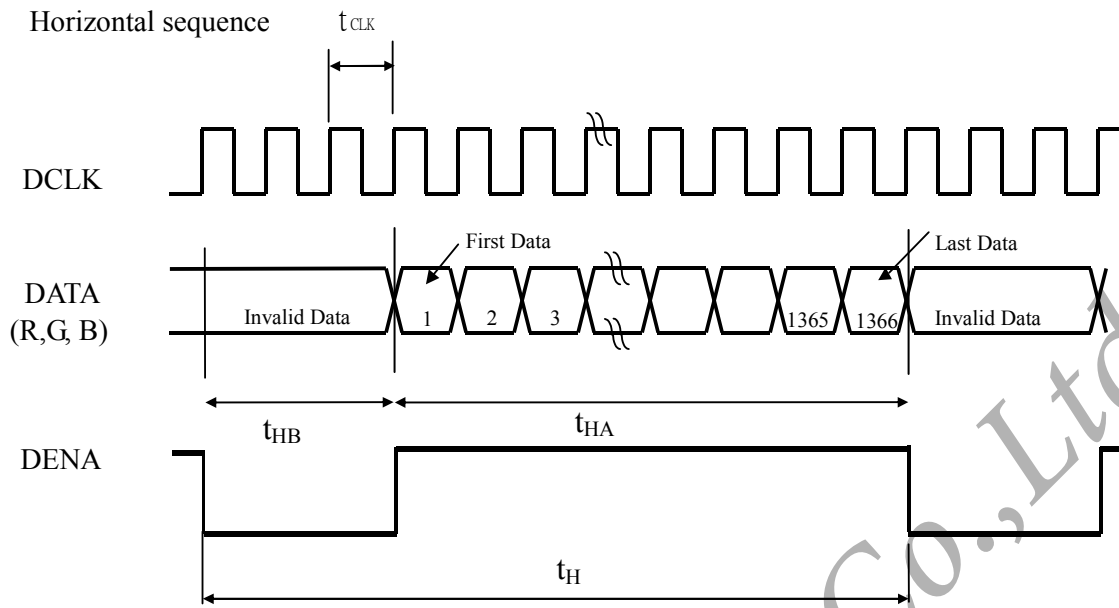 Horizontal sequence
tCLK
DCLK
First Data
Last Data
DATA
(R,G, B)
Invalid Data
1
2
3
1365
1366
Invalid Data
tHB
tHA
DENA
tH
Co.,Ltd